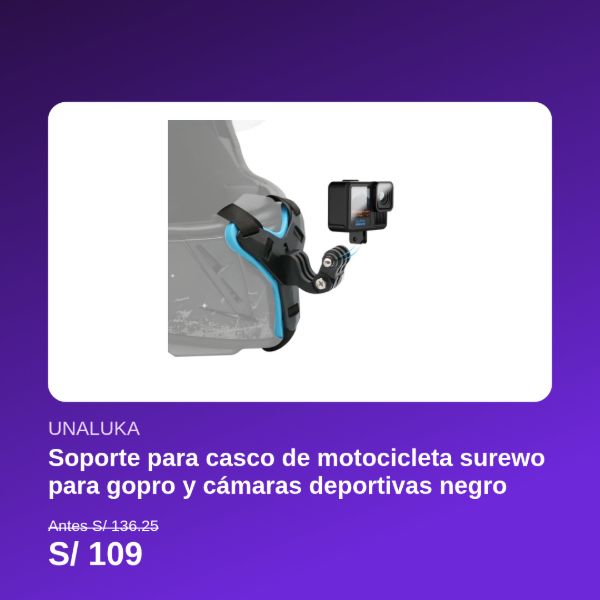 UNALUKA
Soporte para casco de motocicleta surewo
para gopro y cámaras deportivas negro
Antes S/ 136.25
S/ 109